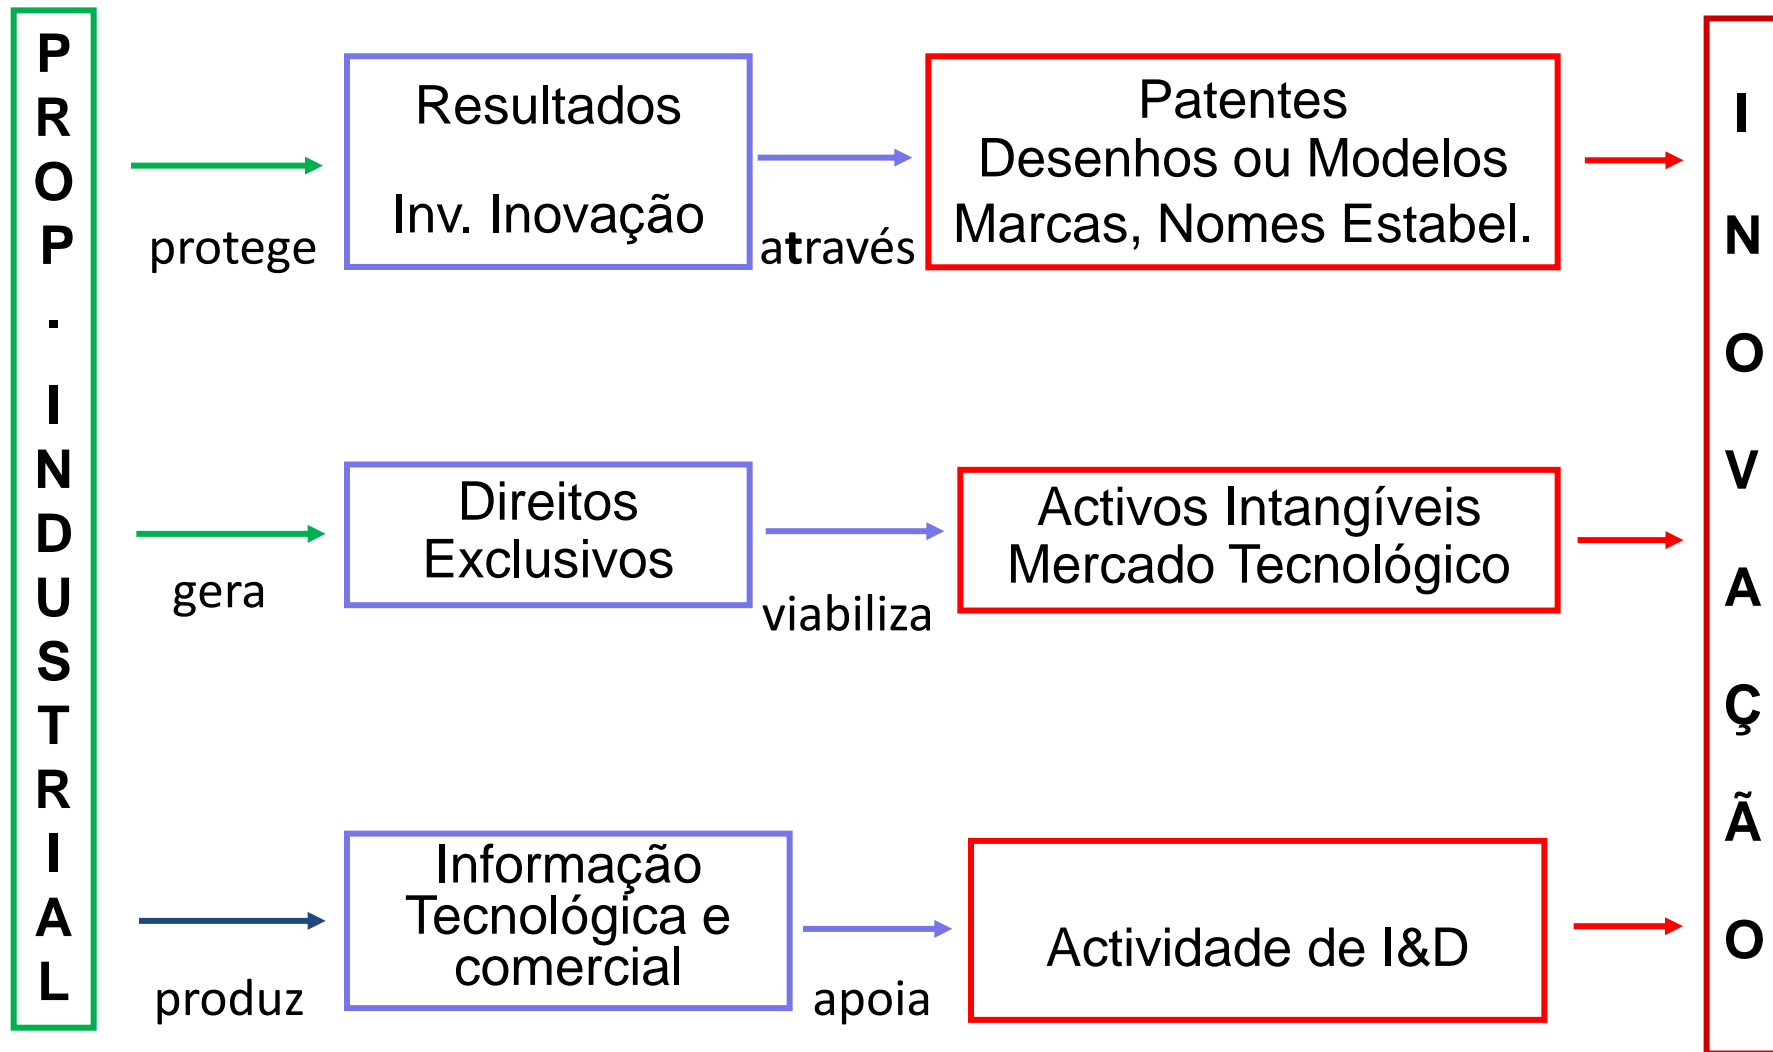 PROP. INDUSTRIAL
protege
Resultados
Inv. Inovação
através
Patentes
Desenhos ou Modelos
Marcas, Nomes Estabel.
gera
Direitos
Exclusivos
viabiliza
Activos Intangíveis
Mercado Tecnológico
produz
Informação
Tecnológica e
comercial
apoia
Actividade de I&D
INOVAÇÃO